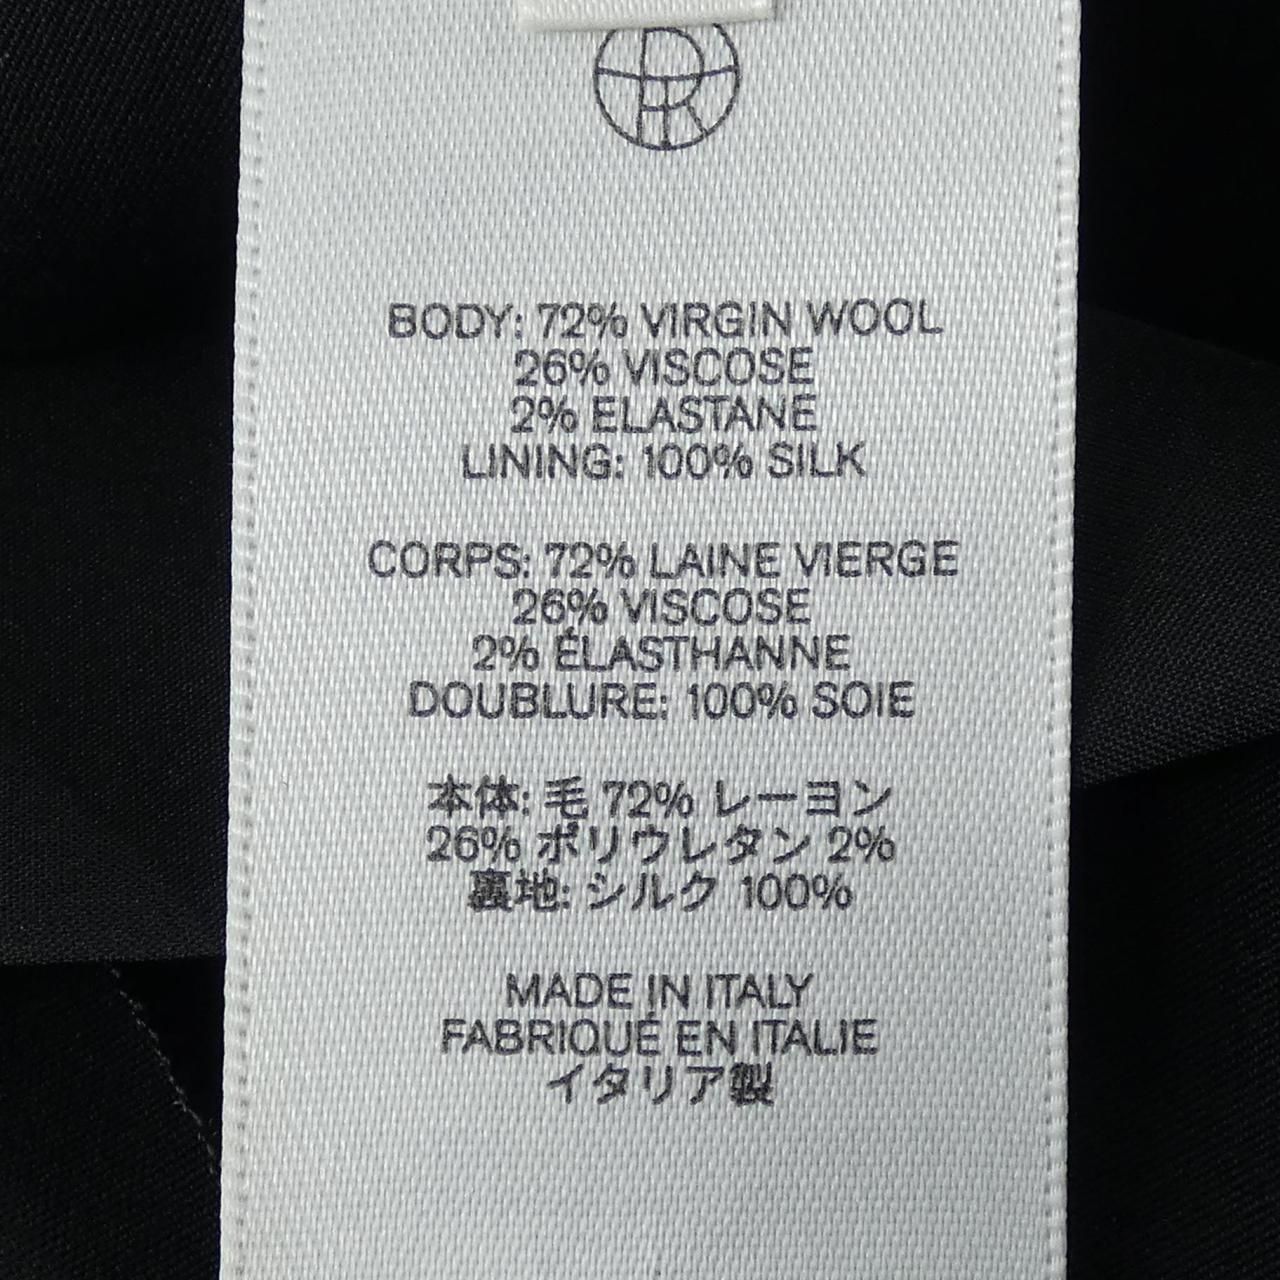 BODY: 72% VIRGIN WOOL
26% VISCOSE
2% ELASTANE
LINING: 100% SILK
CORPS: 72% LAINE VIERGE
26% VISCOSE
2% ÉLASTHANNE
DOUBLURE: 100% SOIE
本体: 毛 72% レーヨン
26% ポリウレタン 2%
裏地: シルク 100%
MADE IN ITALY
FABRIQUÉ EN ITALIE
イタリア製